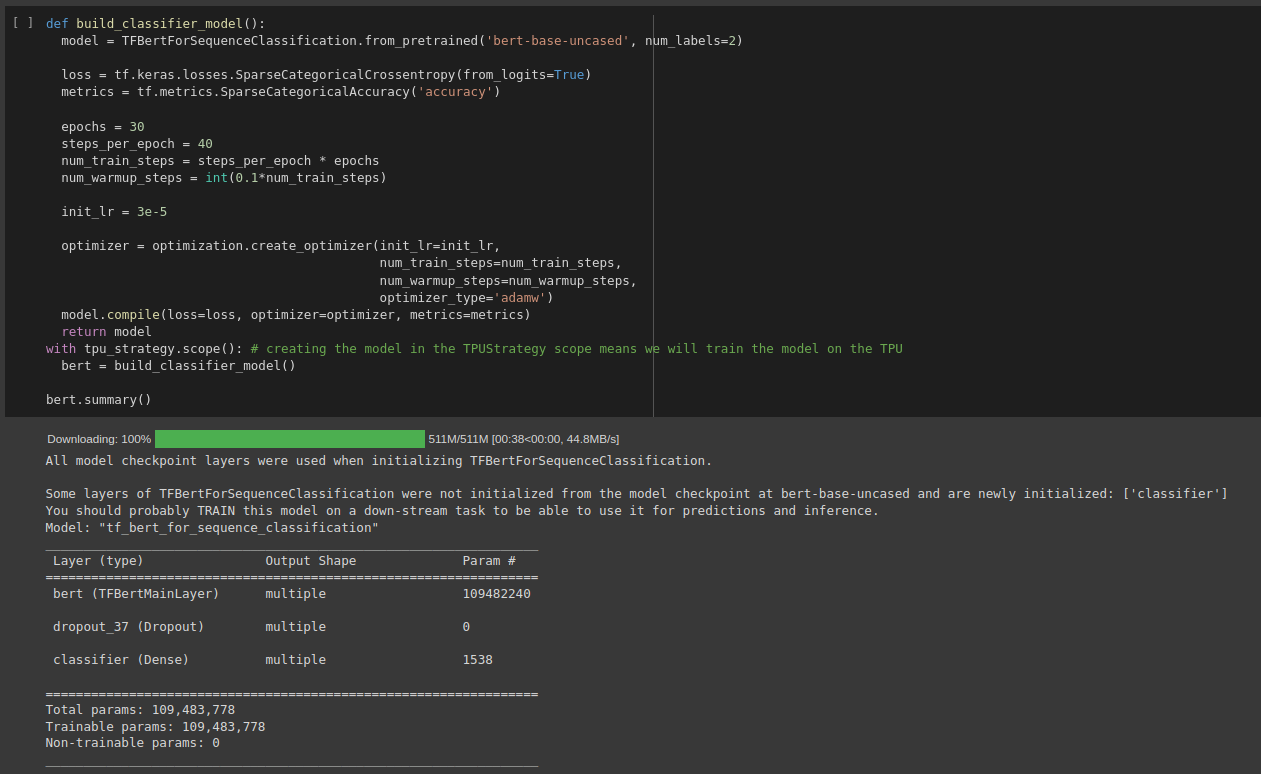 [ ] def build_classifier_model():
  model = TFBertForSequenceClassification.from_pretrained('bert-base-uncased', num_labels=2)
  loss = tf.keras.losses.SparseCategoricalCrossentropy(from_logits=True)
  metrics = tf.metrics.SparseCategoricalAccuracy('accuracy')
  epochs = 30
  steps_per_epoch = 40
  num_train_steps = steps_per_epoch * epochs
  num_warmup_steps = int(0.1*num_train_steps)
  init_lr = 3e-5
  optimizer = optimization.create_optimizer(init_lr=init_lr,
                                            num_train_steps=num_train_steps,
                                            num_warmup_steps=num_warmup_steps,
                                            optimizer_type='adamw')
  model.compile(loss=loss, optimizer=optimizer, metrics=metrics)
  return model
with tpu_strategy.scope(): # creating the model in the TPUStrategy scope means we will train the model on the TPU
  bert = build_classifier_model()
bert.summary()
Downloading: 100% 511M/511M [00:38<00:00, 44.8MB/s]
All model checkpoint layers were used when initializing TFBertForSequenceClassification.
Some layers of TFBertForSequenceClassification were not initialized from the model checkpoint at bert-base-uncased and are newly initialized: ['classifier']
You should probably TRAIN this model on a down-stream task to be able to use it for predictions and inference.
Model: "tf_bert_for_sequence_classification"
_________________________________________________________________
 Layer (type)                Output Shape              Param #
=================================================================
 bert (TFBertMainLayer)      multiple                  109482240
 dropout_37 (Dropout)        multiple                  0
 classifier (Dense)          multiple                  1538
=================================================================
Total params: 109,483,778
Trainable params: 109,483,778
Non-trainable params: 0
_________________________________________________________________